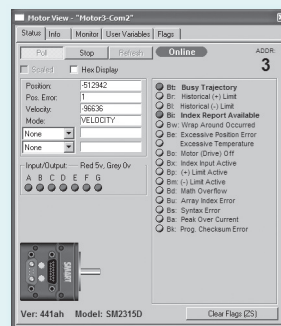 Motor View - "Motor3-Com2"
Status Info Monitor User Variables Flags
Poll Stop Refresh Online ADDR:
3
Scaled Hex Display
Position: -512942
Pos. Error: 1
Velocity: -96636
Mode: VELOCITY
None
None
Input/Output: Red 5v, Grey 0v
A B C D E F G
Bt: Busy Trajectory
Br: Historical (+) Limit
Bl: Historical (-) Limit
Bi: Index Report Available
Bw: Wrap Around Occurred
Be: Excessive Position Error
Excessive Temperature
Bo: Motor (Drive) Off
Bx: Index Input Active
Bp: (+) Limit Active
Bm: (-) Limit Active
Bd: Math Overflow
Bu: Array Index Error
Bs: Syntax Error
Ba: Peak Over Current
Bk: Prog. Checksum Error
SMART
Ver: 441ah Model: SM2315D Clear Flags (ZS)